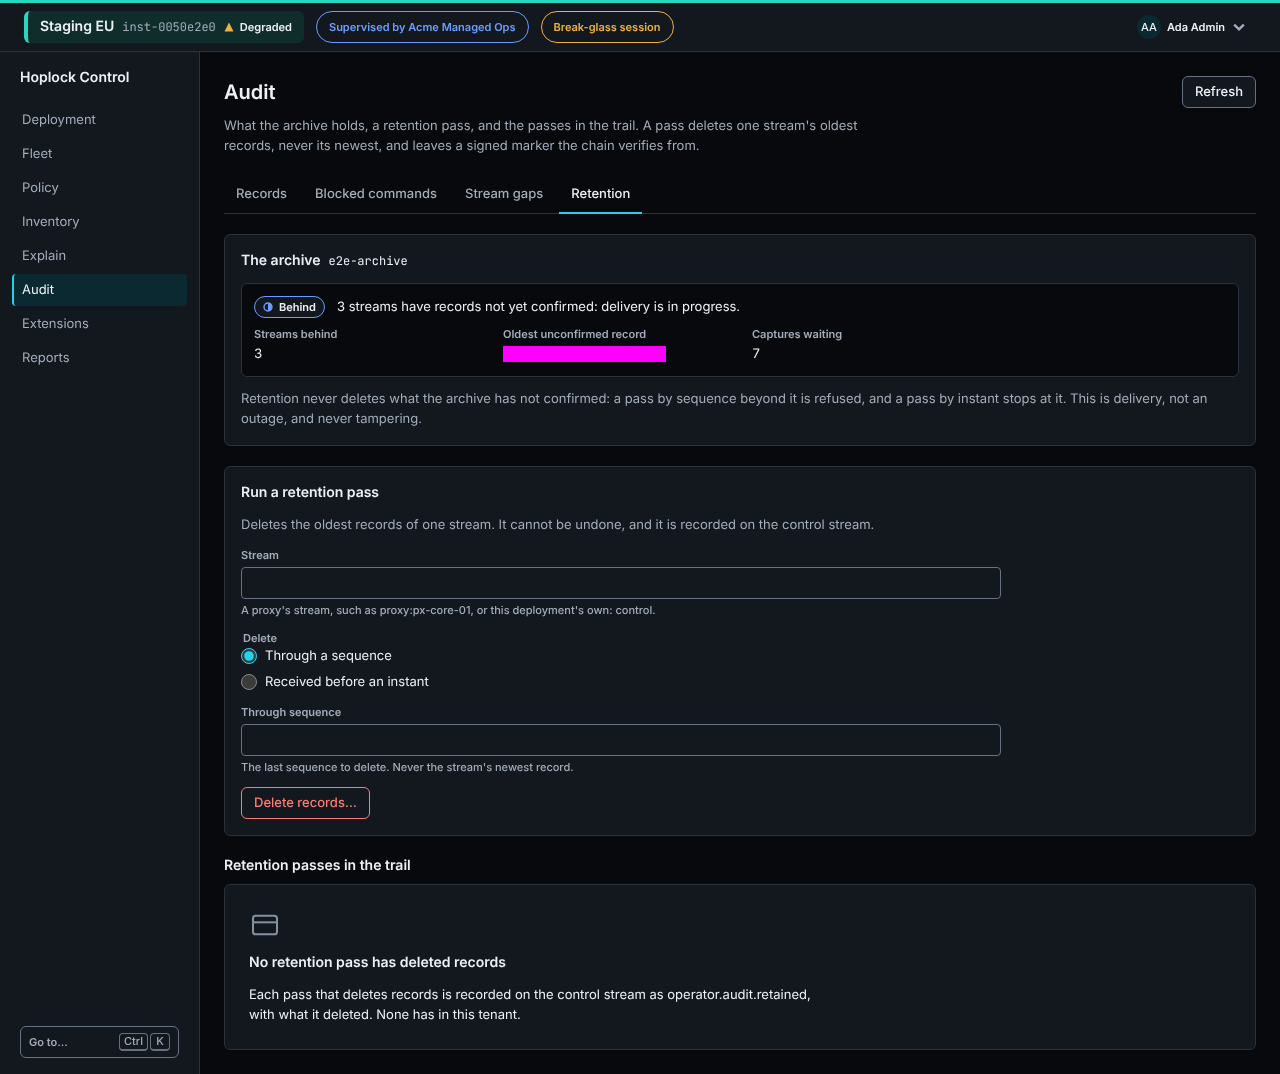 Staging EU inst-0050e2e0 Degraded
Supervised by Acme Managed Ops
Break-glass session
AA Ada Admin
Hoplock Control
Deployment
Fleet
Policy
Inventory
Explain
Audit
Extensions
Reports
Go to...
Ctrl K
Audit
Refresh
What the archive holds, a retention pass, and the passes in the trail. A pass deletes one stream's oldest
records, never its newest, and leaves a signed marker the chain verifies from.
Records
Blocked commands
Stream gaps
Retention
The archive e2e-archive
Behind
3 streams have records not yet confirmed: delivery is in progress.
Streams behind
3
Oldest unconfirmed record
Captures waiting
7
Retention never deletes what the archive has not confirmed: a pass by sequence beyond it is refused, and a pass by instant stops at it. This is delivery, not an
outage, and never tampering.
Run a retention pass
Deletes the oldest records of one stream. It cannot be undone, and it is recorded on the control stream.
Stream
A proxy's stream, such as proxy:px-core-01, or this deployment's own: control.
Delete
Through a sequence
Received before an instant
Through sequence
The last sequence to delete. Never the stream's newest record.
Delete records...
Retention passes in the trail
No retention pass has deleted records
Each pass that deletes records is recorded on the control stream as operator.audit.retained,
with what it deleted. None has in this tenant.